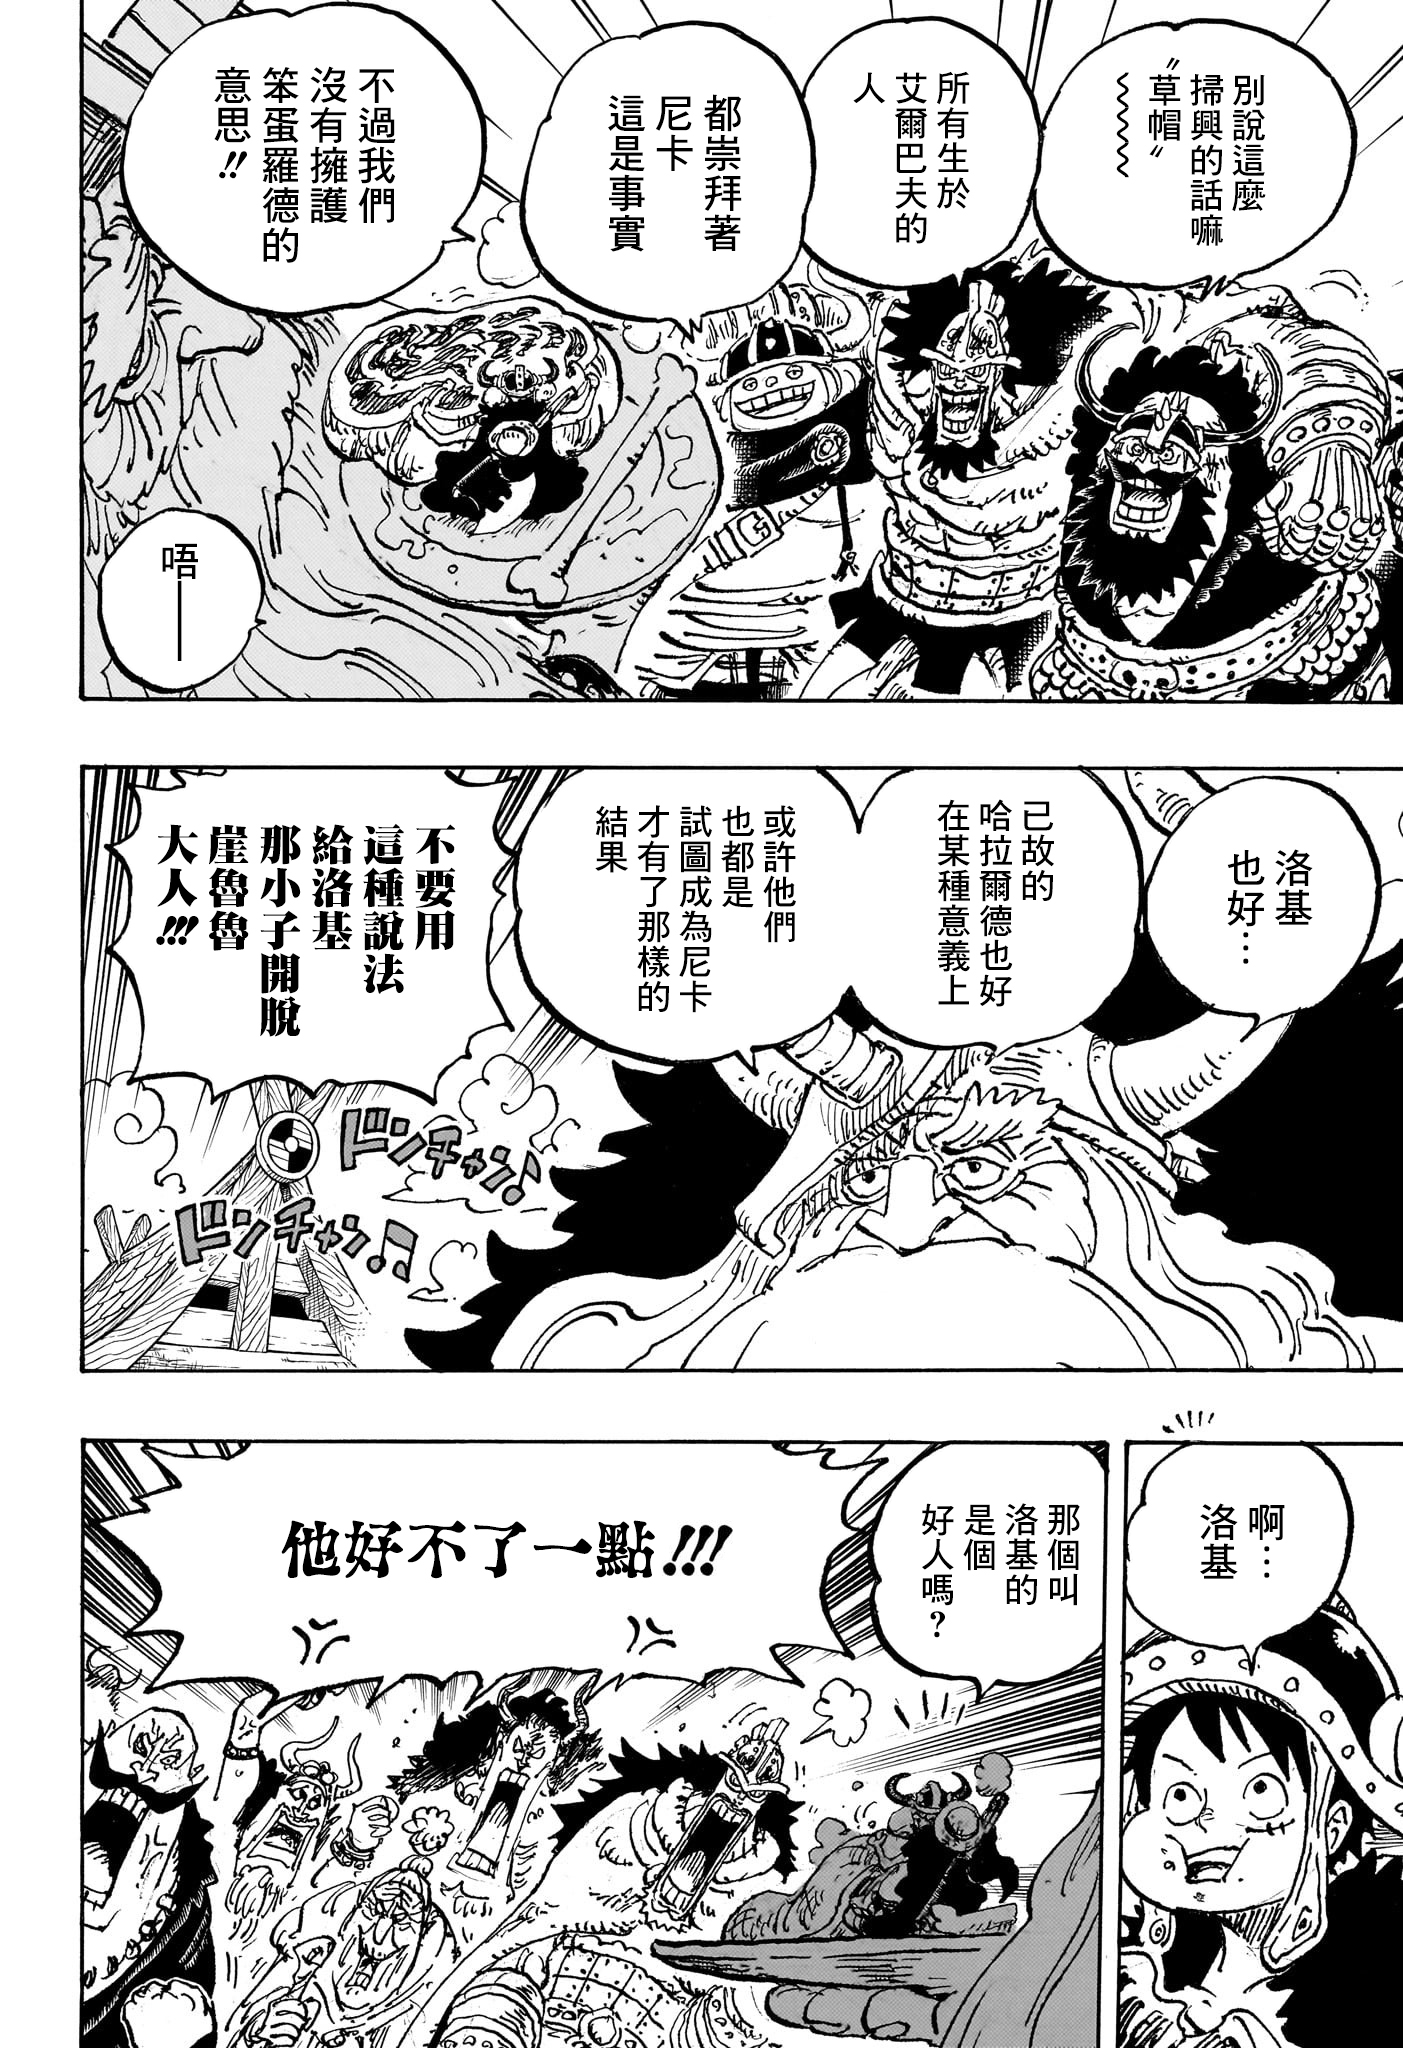 別說這麼
掃興的話嘛
〝草帽〞
所有生於
艾爾巴夫的
人
都崇拜著
尼卡
這是事實
不過我們
沒有擁護
笨蛋羅德的
意思!!
唔──
洛基
也好…
已故的
哈拉爾德也好
在某種意義上
或許他們
也都是
試圖成為尼卡
才有了那樣的
結果
不要用
這種說法
給洛基
那小子開脫
崖魯魯
大人!!!
ドンチャン♪
ドンチャン♫
啊…
洛基
那個叫
洛基的
是個
好人嗎?
他好不了一點!!!